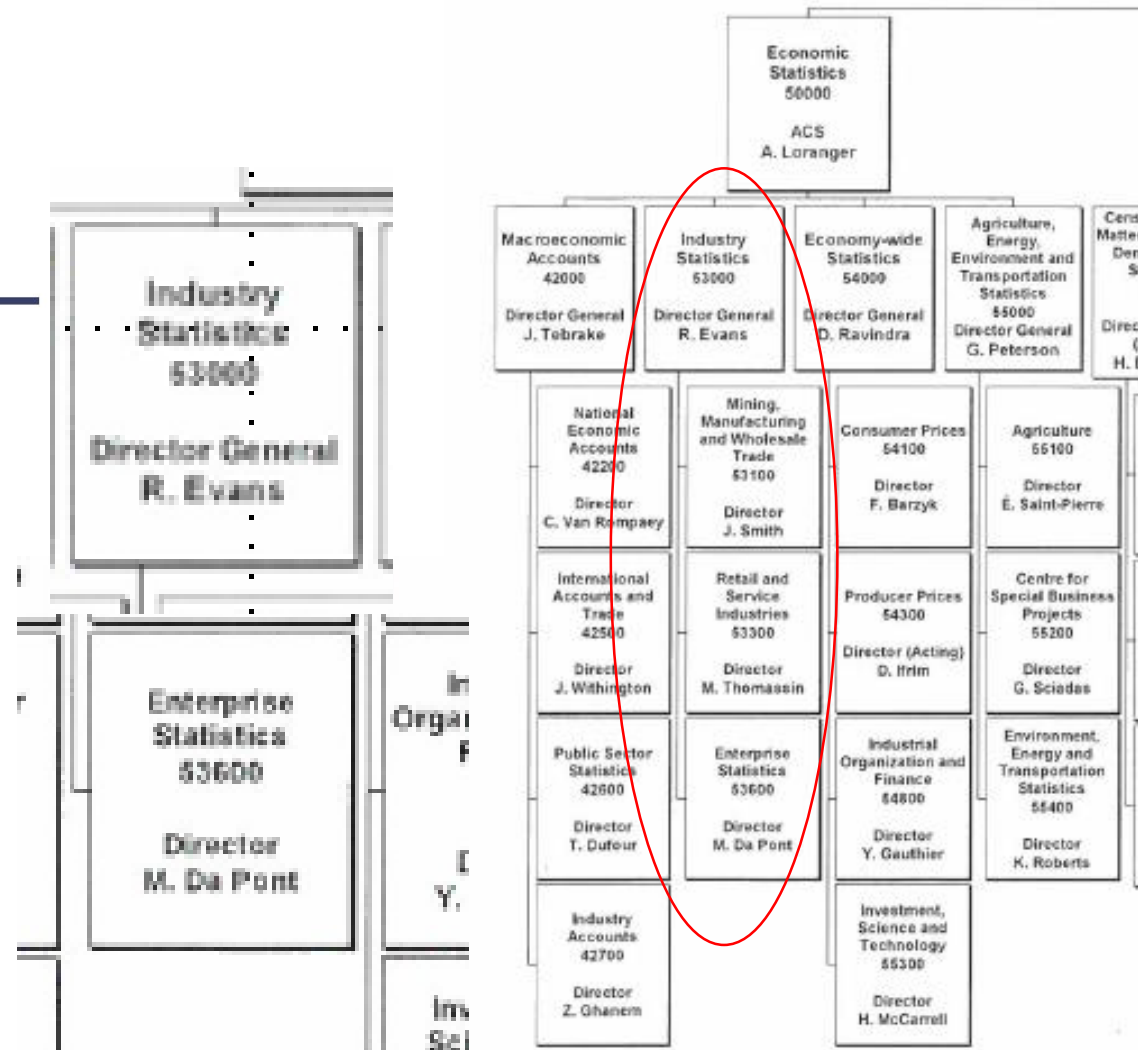 Industry
Statistics
53000
Director General
R. Evans
Enterprise
Statistics
53600
Director
M. Da Pont
Economic
Statistics
50000
ACS
A. Loranger
Macroeconomic
Accounts
42000
Director General
J. Tebrake
Industry
Statistics
53000
Director General
R. Evans
Economy-wide
Statistics
54000
Director General
D. Ravindra
Agriculture,
Energy,
Environment and
Transportation
Statistics
55000
Director General
G. Peterson
National
Economic
Accounts
42200
Director
C. Van Rompaey
International
Accounts and
Trade
42500
Director
J. Withington
Public Sector
Statistics
42600
Director
T. Dufour
Industry
Accounts
42700
Director
Z. Ghanem
Mining,
Manufacturing
and Wholesale
Trade
53100
Director
J. Smith
Retail and
Service
Industries
53300
Director
M. Thomassin
Enterprise
Statistics
53600
Director
M. Da Pont
Consumer Prices
54100
Director
F. Barzyk
Producer Prices
54300
Director (Acting)
D. Ifrim
Industrial
Organization and
Finance
54800
Director
Y. Gauthier
Investment,
Science and
Technology
55300
Director
H. McCarrell
Agriculture
55100
Director
É. Saint-Pierre
Centre for
Special Business
Projects
55200
Director
G. Sciadas
Environment,
Energy and
Transportation
Statistics
55400
Director
K. Roberts